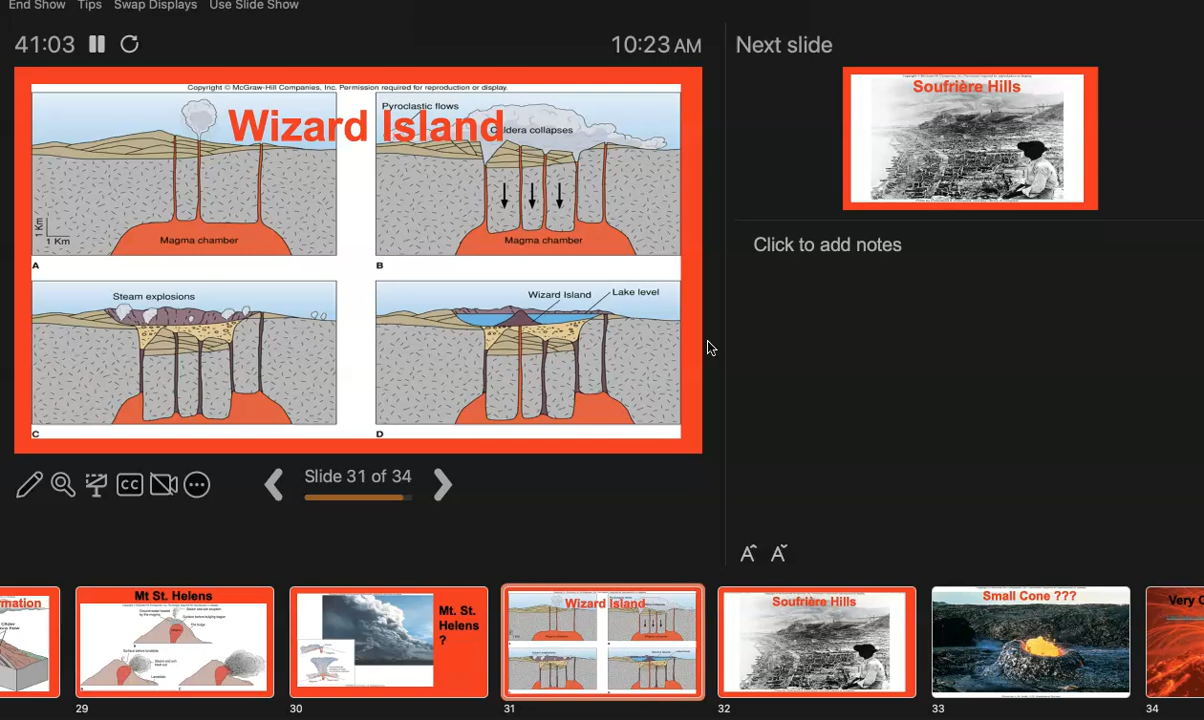 End Show Tips Swap Displays Use Slide Show
41:03
10:23 AM
Copyright © McGraw-Hill Companies, Inc. Permission required for reproduction or display.
Wizard Island
Pyroclastic flows
Caldera collapses
1 Km
1 Km
Magma chamber
Magma chamber
A
B
Steam explosions
Wizard Island
Lake level
C
D
CC
Slide 31 of 34
Next slide
Soufrière Hills
Click to add notes
A A
rmation
Mt St. Helens
Mt. St.
Helens
?
Wizard Island
Soufrière Hills
Small Cone ???
Very C
29
30
31
32
33
34